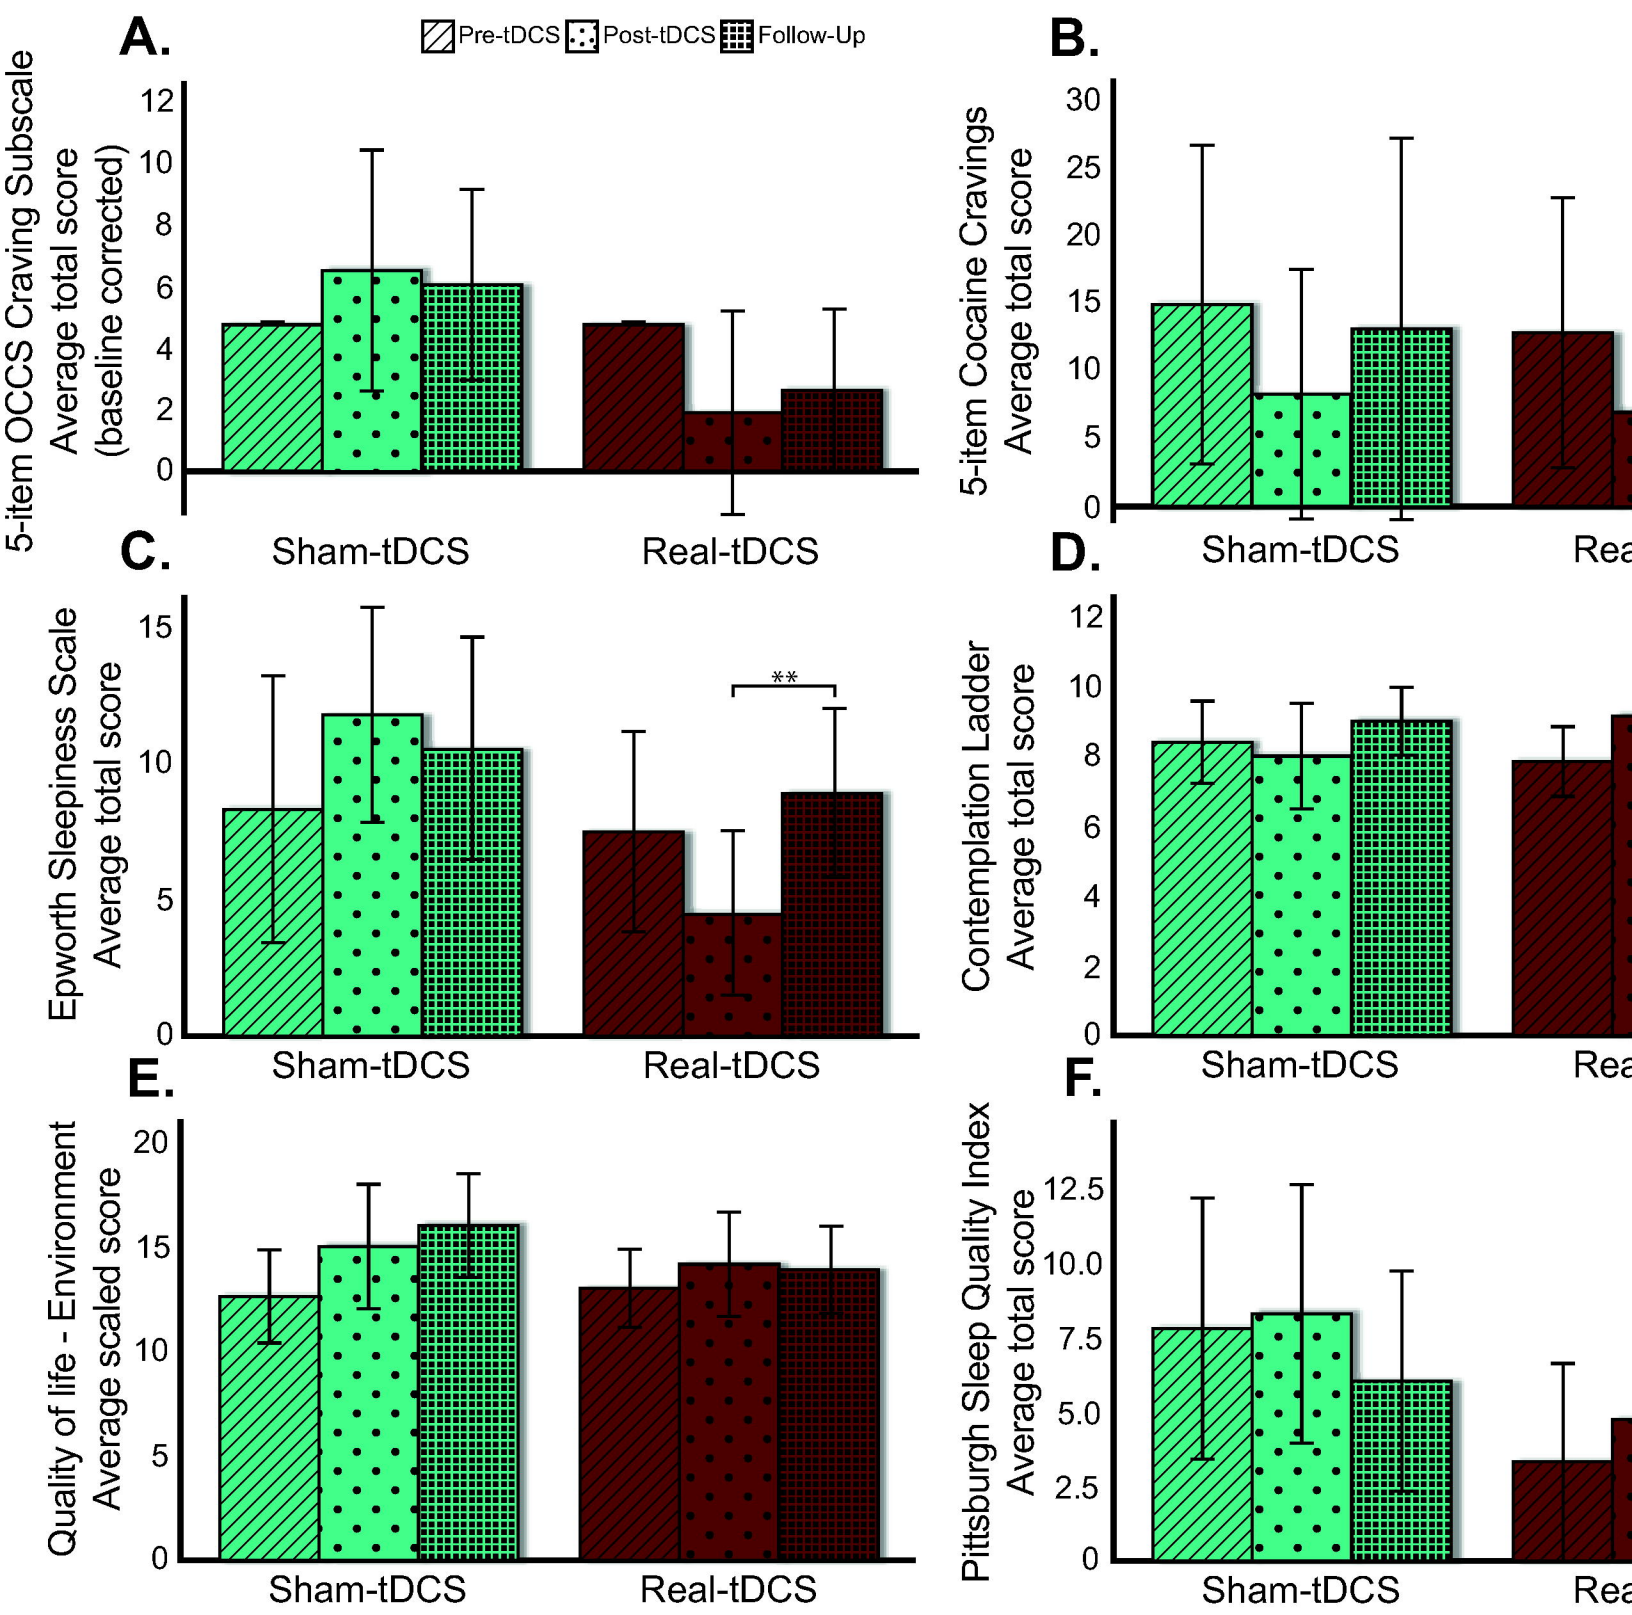 A.
Pre-tDCS Post-tDCS Follow-Up
5-item OCCS Craving Subscale
Average total score
(baseline corrected)
12
10
8
6
4
2
0
Sham-tDCS Real-tDCS
B.
5-item Cocaine Cravings
Average total score
30
25
20
15
10
5
0
Sham-tDCS Rea
C.
Epworth Sleepiness Scale
Average total score
15
10
5
0
**
Sham-tDCS Real-tDCS
D.
Contemplation Ladder
Average total score
12
10
8
6
4
2
0
Sham-tDCS Rea
E.
Quality of life - Environment
Average scaled score
20
15
10
5
0
Sham-tDCS Real-tDCS
F.
Pittsburgh Sleep Quality Index
Average total score
12.5
10.0
7.5
5.0
2.5
0
Sham-tDCS Rea